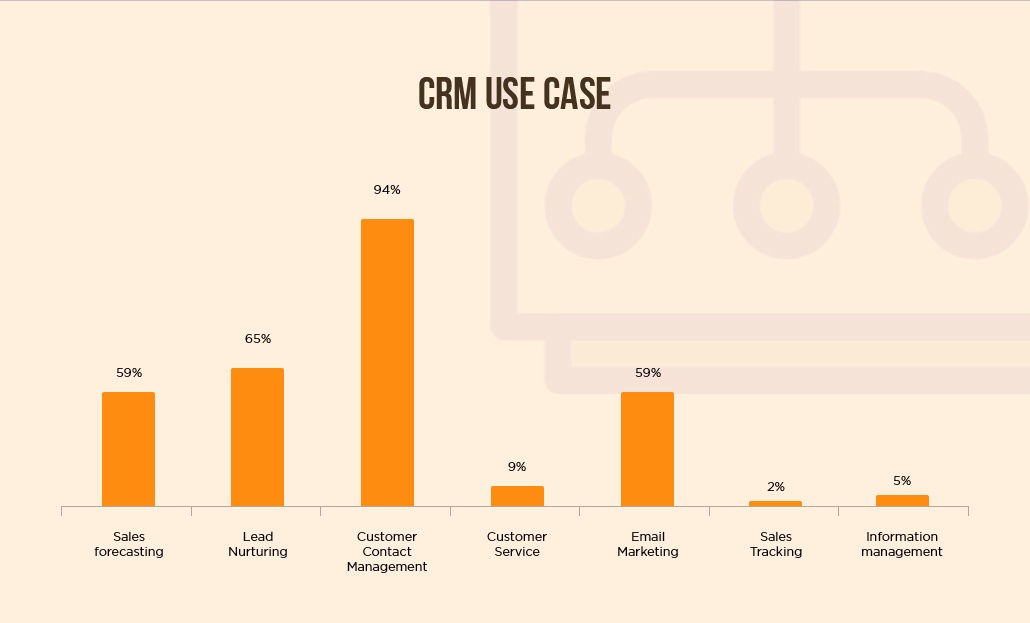 CRM USE CASE
94%
65%
59%
59%
9%
2%
5%
Sales
forecasting
Lead
Nurturing
Customer
Contact
Management
Customer
Service
Email
Marketing
Sales
Tracking
Information
management